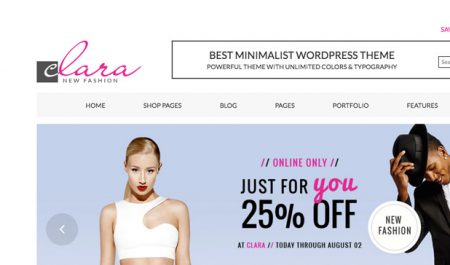 SA
clara
NEW FASHION
BEST MINIMALIST WORDPRESS THEME
POWERFUL THEME WITH UNLIMITED COLORS & TYPOGRAPHY
Sea
HOME SHOP PAGES BLOG PAGES PORTFOLIO FEATURES
// ONLINE ONLY //
JUST FOR you
25% OFF
AT CLARA // TODAY THROUGH AUGUST 02
NEW
FASHION